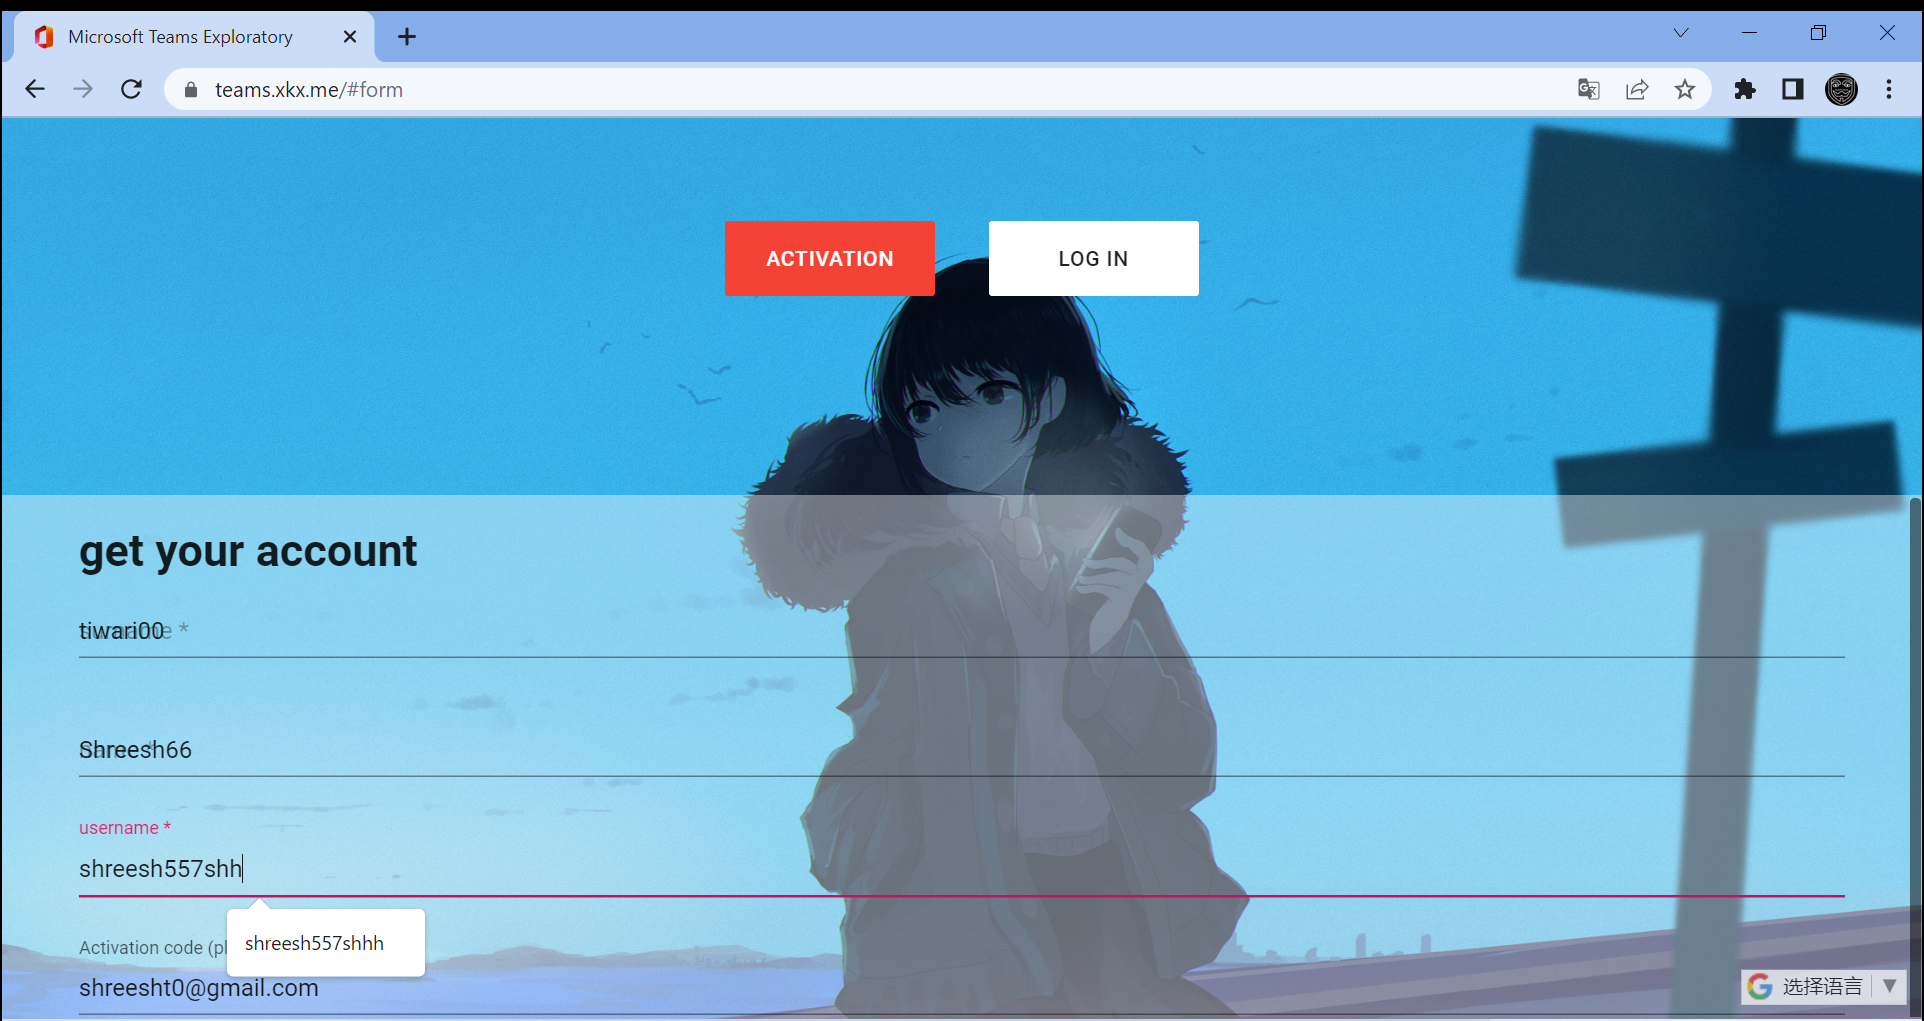 Microsoft Teams Exploratory
teams.xkx.me/#form
ACTIVATION
LOG IN
get your account
tiwari00
Shreesh66
username *
shreesh557shh
shreesh557shhh
Activation code (pl
shreesht0@gmail.com
选择语言